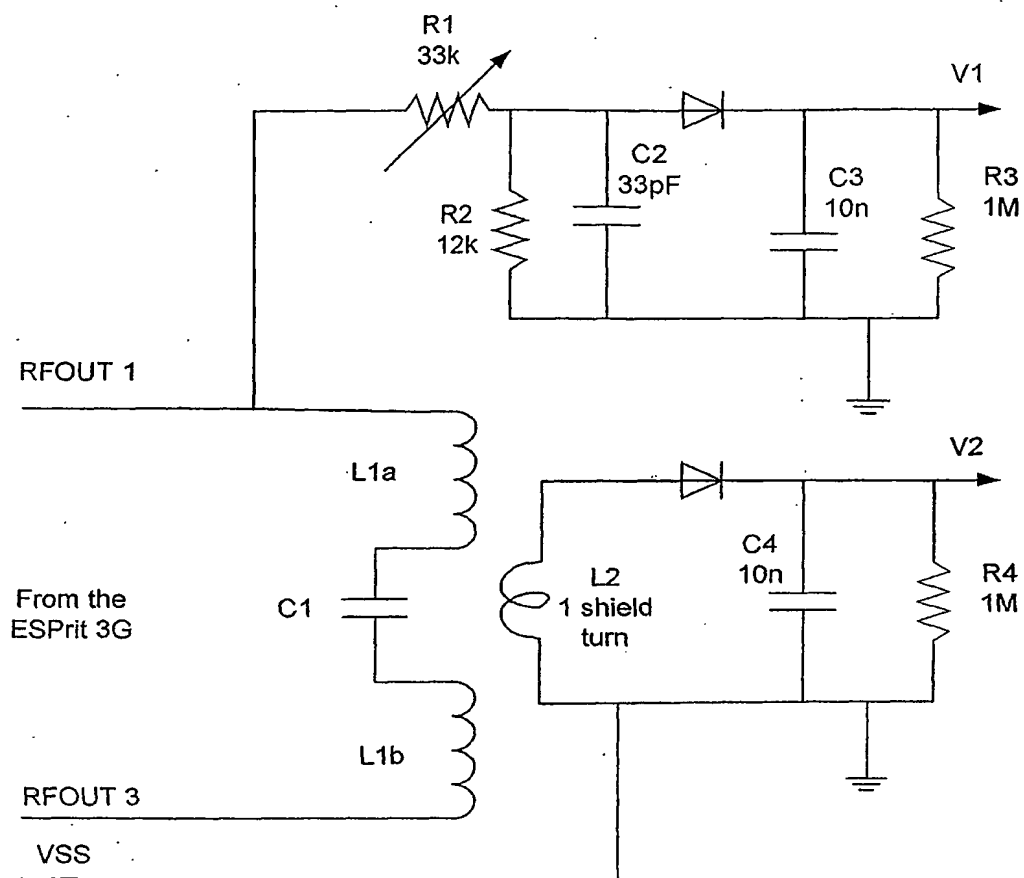 R1
33k
V1
C2
33pF
C3
10n
R3
1M
R2
12k
RFOUT 1
V2
L1a
C4
10n
L2
1 shield
turn
R4
1M
From the
ESPrit 3G
C1
L1b
RFOUT 3
VSS